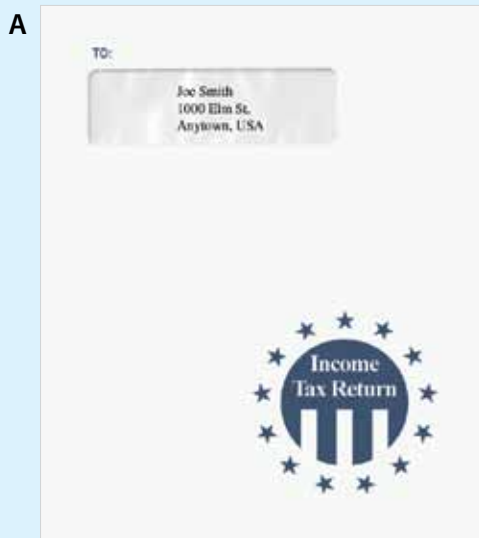 A
TO:
Joe Smith
1000 Elm St.
Anytown, USA
Income
Tax Return